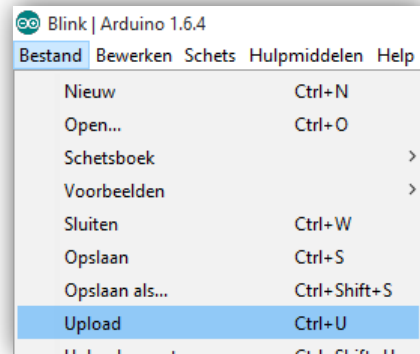 Blink | Arduino 1.6.4
Bestand Bewerken Schets Hulpmiddelen Help
Nieuw Ctrl+N
Open... Ctrl+O
Schetsboek
Voorbeelden
Sluiten Ctrl+W
Opslaan Ctrl+S
Opslaan als... Ctrl+Shift+S
Upload Ctrl+U